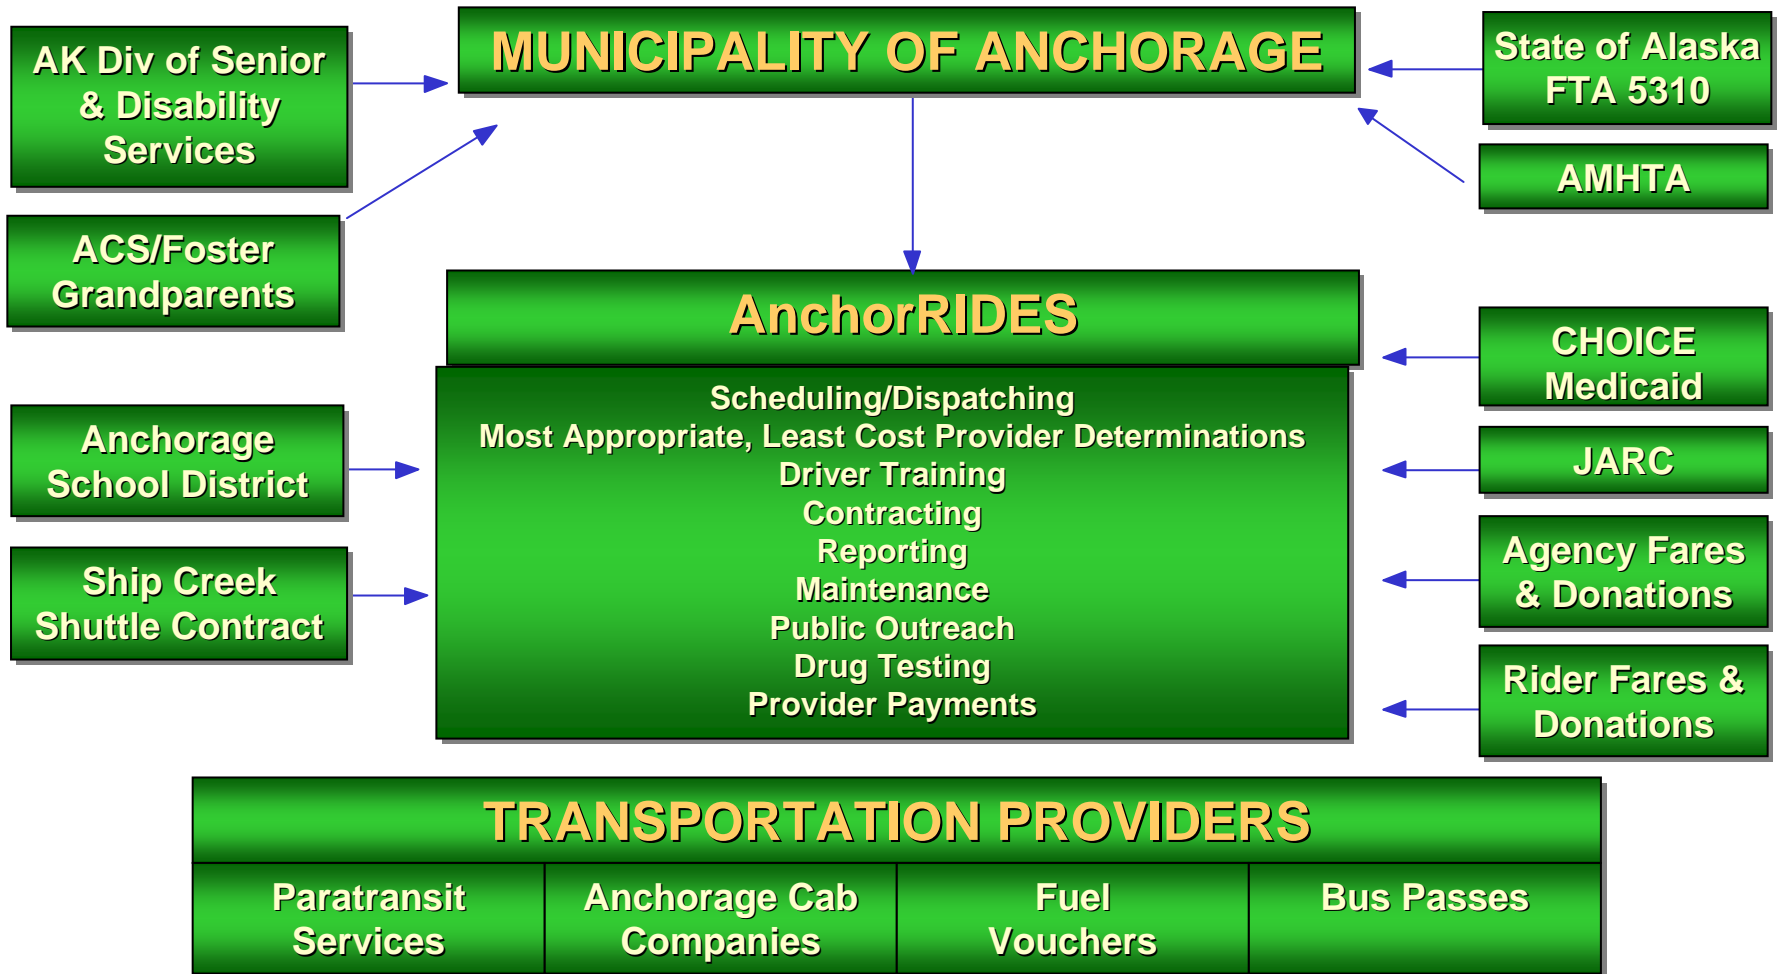 MUNICIPALITY OF ANCHORAGE
AK Div of Senior
& Disability
Services
State of Alaska
FTA 5310
AMHTA
ACS/Foster
Grandparents
AnchorRIDES
Scheduling/Dispatching
Most Appropriate, Least Cost Provider Determinations
Driver Training
Contracting
Reporting
Maintenance
Public Outreach
Drug Testing
Provider Payments
Anchorage
School District
Ship Creek
Shuttle Contract
CHOICE
Medicaid
JARC
Agency Fares
& Donations
Rider Fares &
Donations
TRANSPORTATION PROVIDERS
Paratransit
Services
Anchorage Cab
Companies
Fuel
Vouchers
Bus Passes